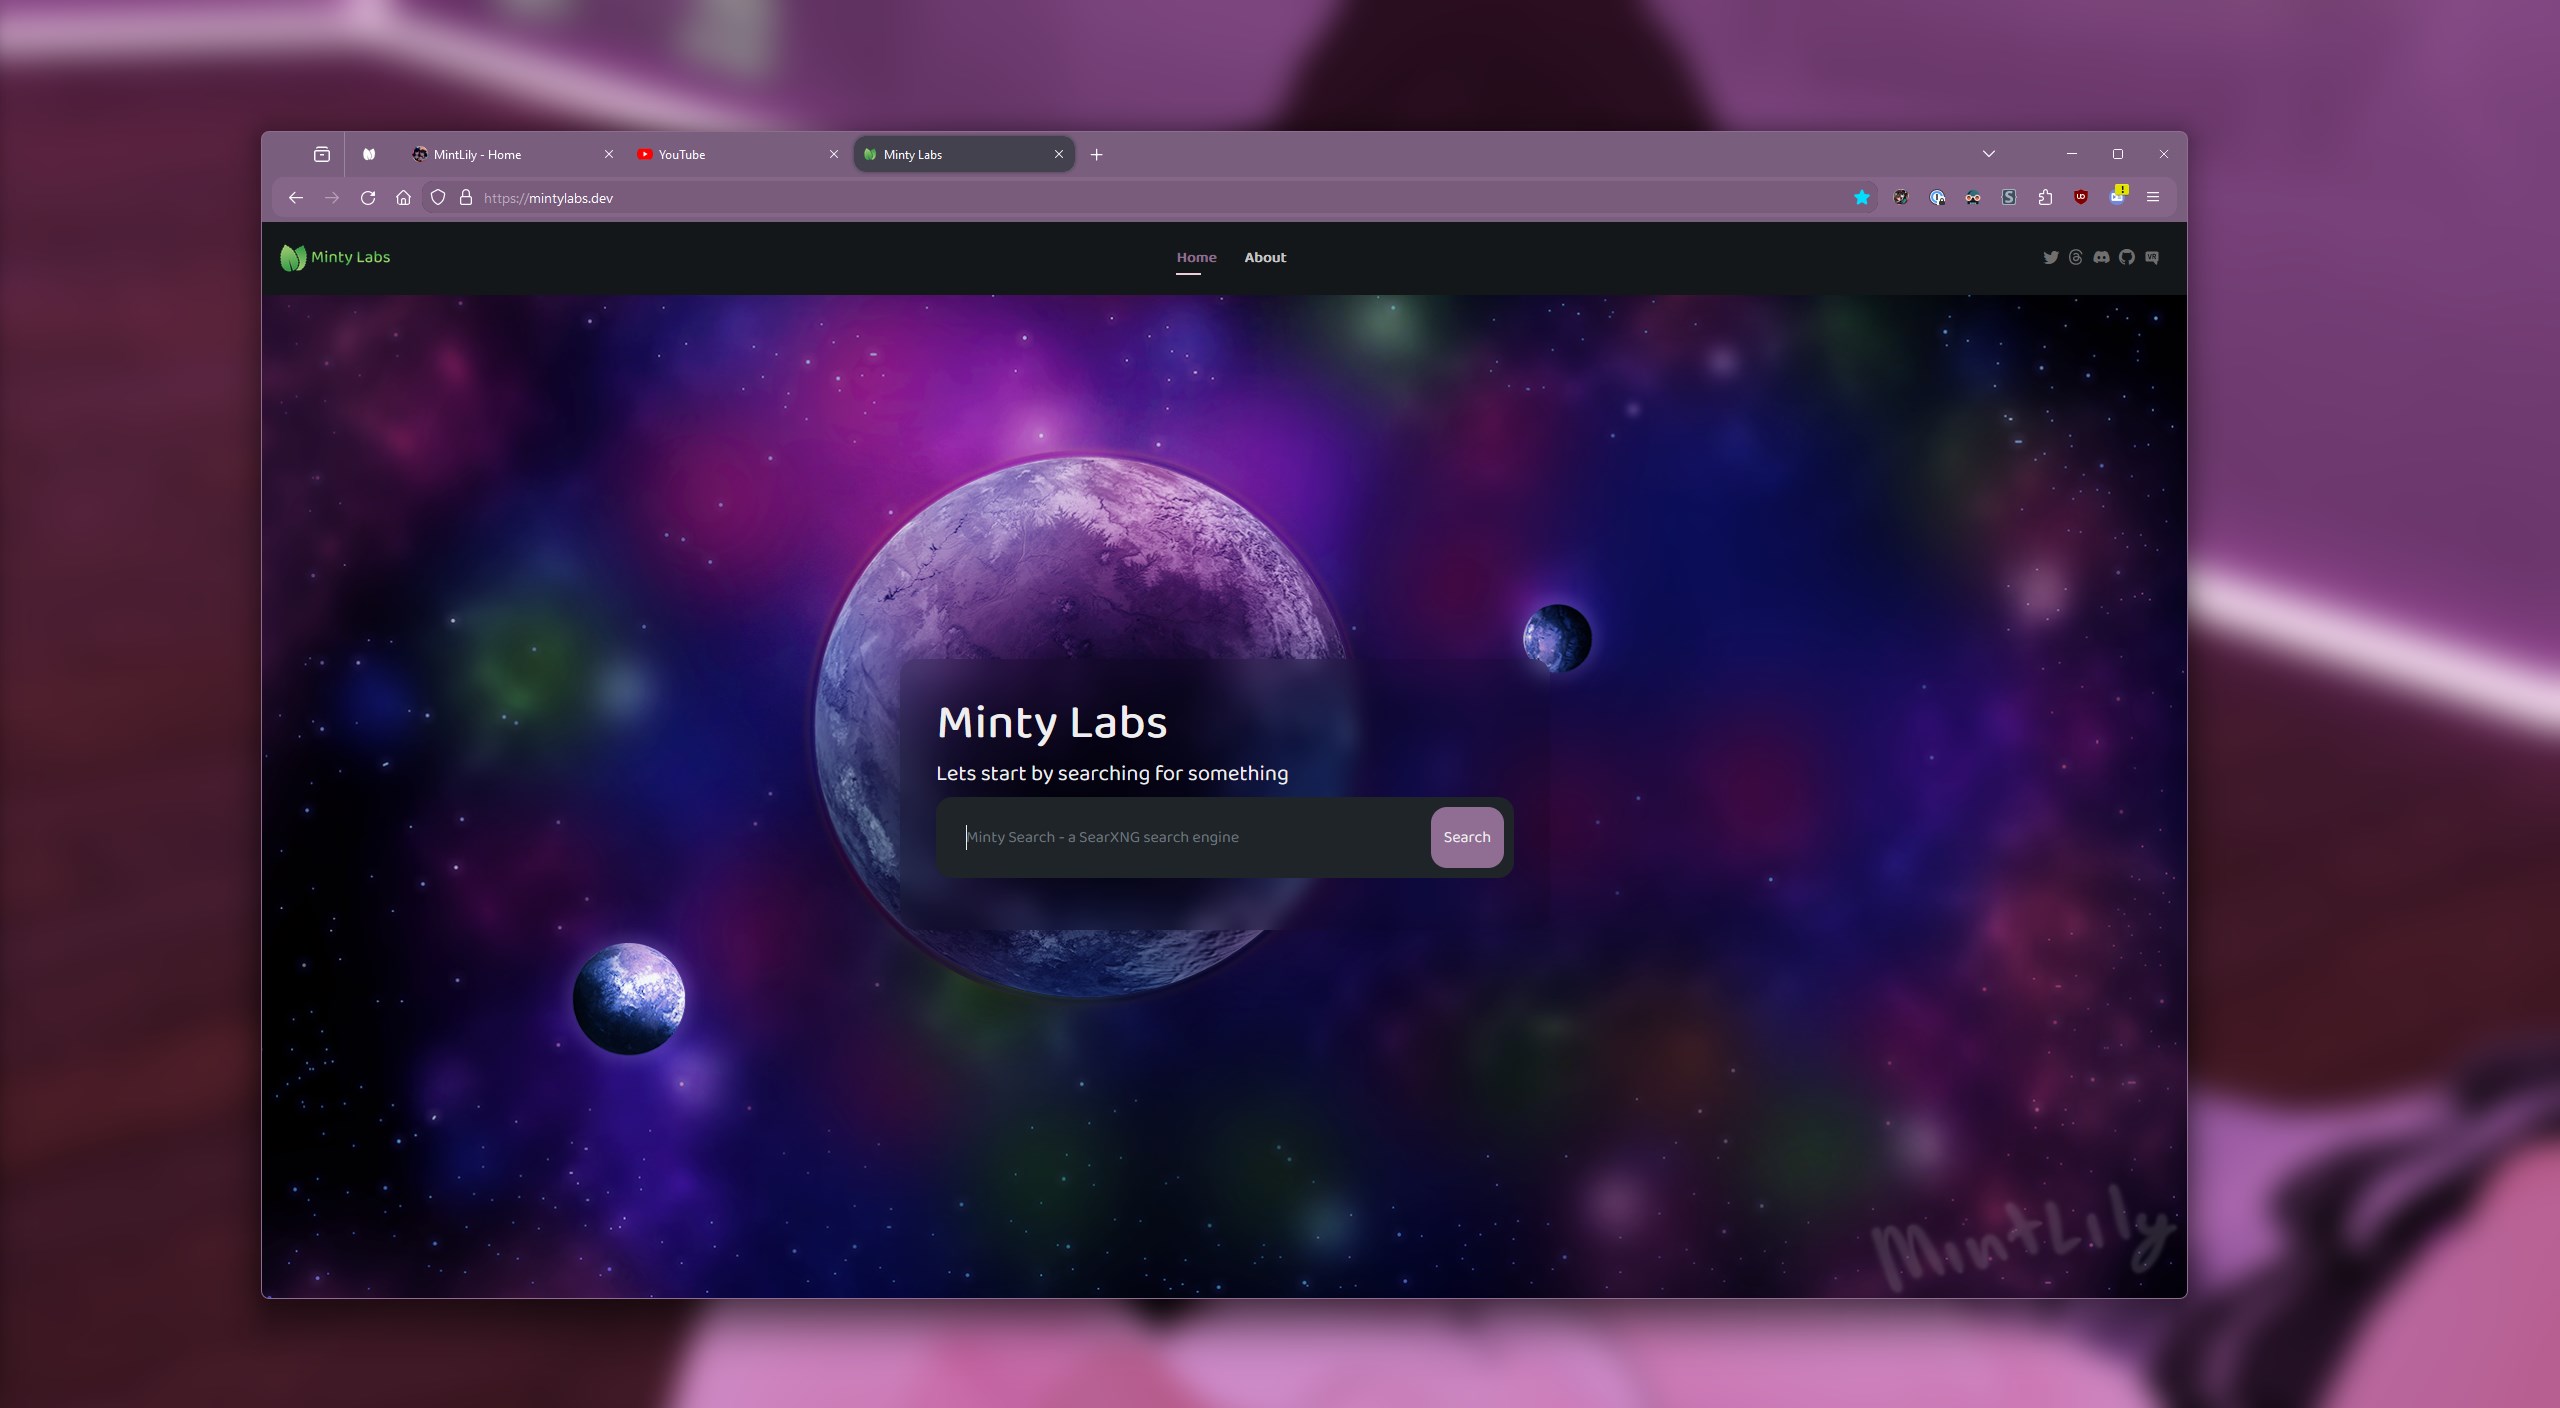 MintLily - Home
YouTube
Minty Labs
https://mintylabs.dev
Minty Labs
Home
About
Minty Labs
Lets start by searching for something
Minty Search - a SearXNG search engine
Search
MintLily